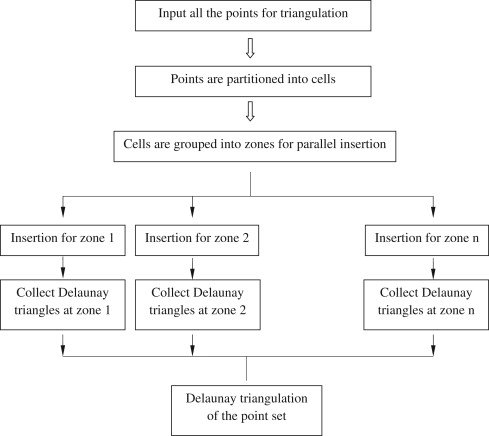 Input all the points for triangulation
Points are partitioned into cells
Cells are grouped into zones for parallel insertion
Insertion for zone 1
Insertion for zone 2
Insertion for zone n
Collect Delaunay
triangles at zone 1
Collect Delaunay
triangles at zone 2
Collect Delaunay
triangles at zone n
Delaunay triangulation
of the point set